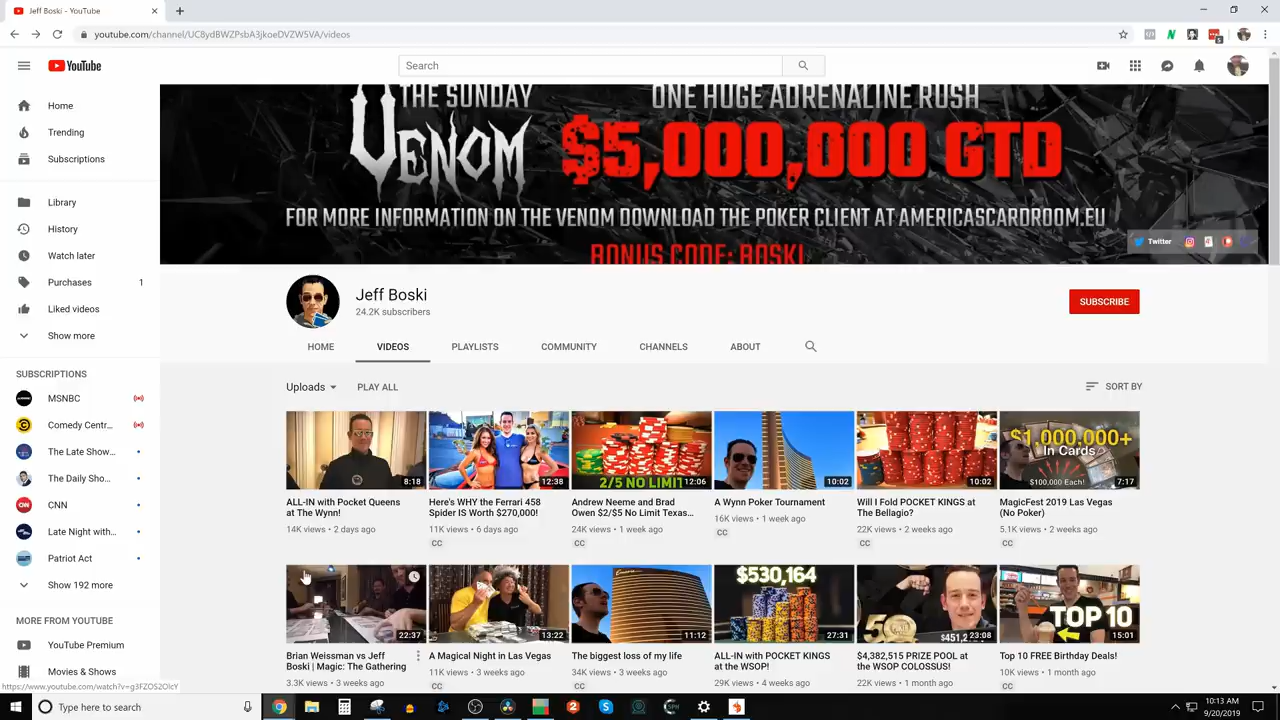 Jeff Boski - YouTube
youtube.com/channel/UC8ydBWZPsbA3jkoeDVZW5VA/videos
YouTube
Search
Home
Trending
Subscriptions
Library
History
Watch later
Purchases 1
Liked videos
Show more
SUBSCRIPTIONS
MSNBC
Comedy Centr...
The Late Show...
The Daily Sho...
CNN
Late Night with...
Patriot Act
Show 192 more
MORE FROM YOUTUBE
YouTube Premium
Movies & Shows
THE SUNDAY VENOM
ONE HUGE ADRENALINE RUSH
$5,000,000 GTD
FOR MORE INFORMATION ON THE VENOM DOWNLOAD THE POKER CLIENT AT AMERICASCARDROOM.EU
BONUS CODE: BOSKI
Twitter
Jeff Boski
24.2K subscribers
SUBSCRIBE
HOME VIDEOS PLAYLISTS COMMUNITY CHANNELS ABOUT
Uploads PLAY ALL SORT BY
8:18
ALL-IN with Pocket Queens
at The Wynn!
14K views • 2 days ago
12:38
Here's WHY the Ferrari 458
Spider IS Worth $270,000!
11K views • 6 days ago
CC
2/5 NO LIMIT
12:06
Andrew Neeme and Brad
Owen $2/$5 No Limit Texas...
24K views • 1 week ago
CC
10:02
A Wynn Poker Tournament
16K views • 1 week ago
CC
10:02
Will I Fold POCKET KINGS at
The Bellagio?
22K views • 2 weeks ago
CC
$1,000,000+
In Cards
$100,000 Each!
7:17
MagicFest 2019 Las Vegas
(No Poker)
5.1K views • 2 weeks ago
CC
22:37
Brian Weissman vs Jeff
Boski | Magic: The Gathering
3.3K views • 3 weeks ago
13:22
A Magical Night in Las Vegas
11K views • 3 weeks ago
CC
11:12
The biggest loss of my life
34K views • 3 weeks ago
CC
$530,164
27:31
ALL-IN with POCKET KINGS
at the WSOP!
29K views • 4 weeks ago
CC
$451,2
23:08
$4,382,515 PRIZE POOL at
the WSOP COLOSSUS!
22K views • 1 month ago
CC
TOP 10
15:01
Top 10 FREE Birthday Deals!
10K views • 1 month ago
CC
Type here to search
10:13 AM
9/20/2019